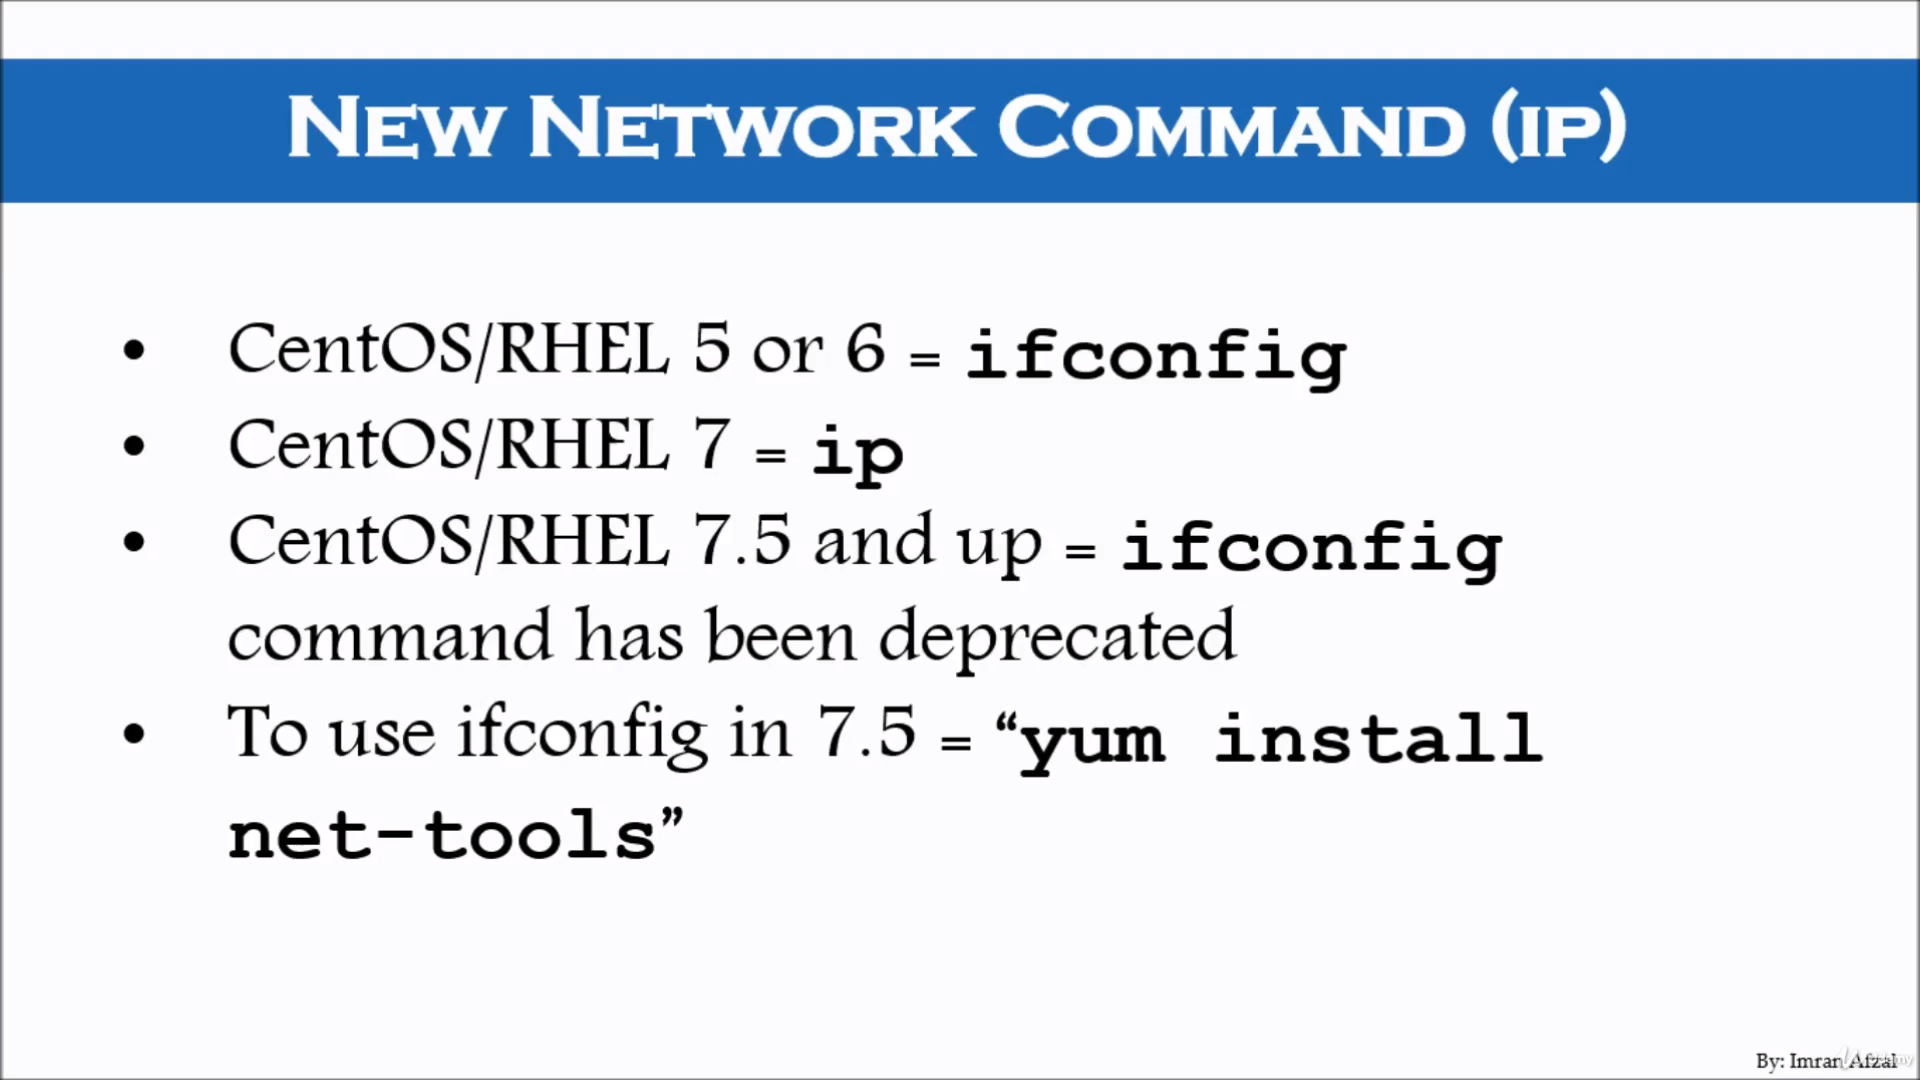 NEW NETWORK COMMAND (IP)
• CentOS/RHEL 5 or 6 = ifconfig
• CentOS/RHEL 7 = ip
• CentOS/RHEL 7.5 and up = ifconfig
command has been deprecated
• To use ifconfig in 7.5 = “yum install
net-tools”
By: Imran Afzal
Udemy